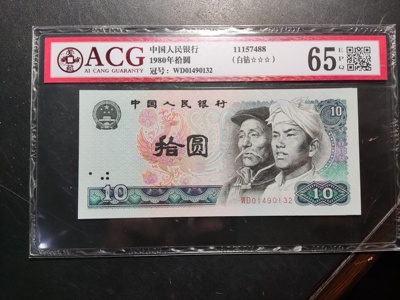 ACG
AI CANG GUARANTY
中国人民银行
1980年拾圆
冠号：WD01490132
11157488
(白钻☆☆☆)
65 EPQ
中国人民银行
10
拾圆
WD01490132
10
10